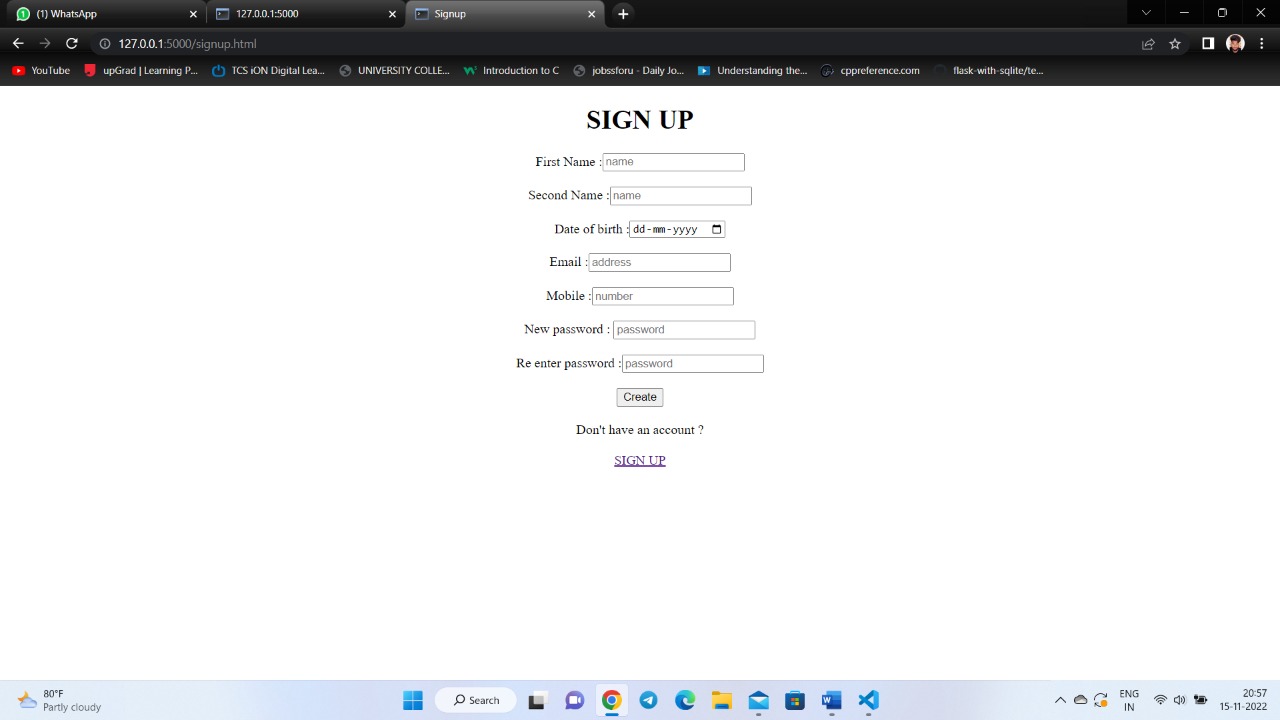 (1) WhatsApp
127.0.0.1:5000
Signup
127.0.0.1:5000/signup.html
YouTube
upGrad | Learning P...
TCS iON Digital Lea...
UNIVERSITY COLLE...
Introduction to C
jobssforu - Daily Jo...
Understanding the...
cppreference.com
flask-with-sqlite/te...
SIGN UP
First Name : name
Second Name : name
Date of birth : dd-mm-yyyy
Email : address
Mobile : number
New password : password
Re enter password : password
Create
Don't have an account ?
SIGN UP
80°F
Partly cloudy
Search
ENG
IN
20:57
15-11-2022